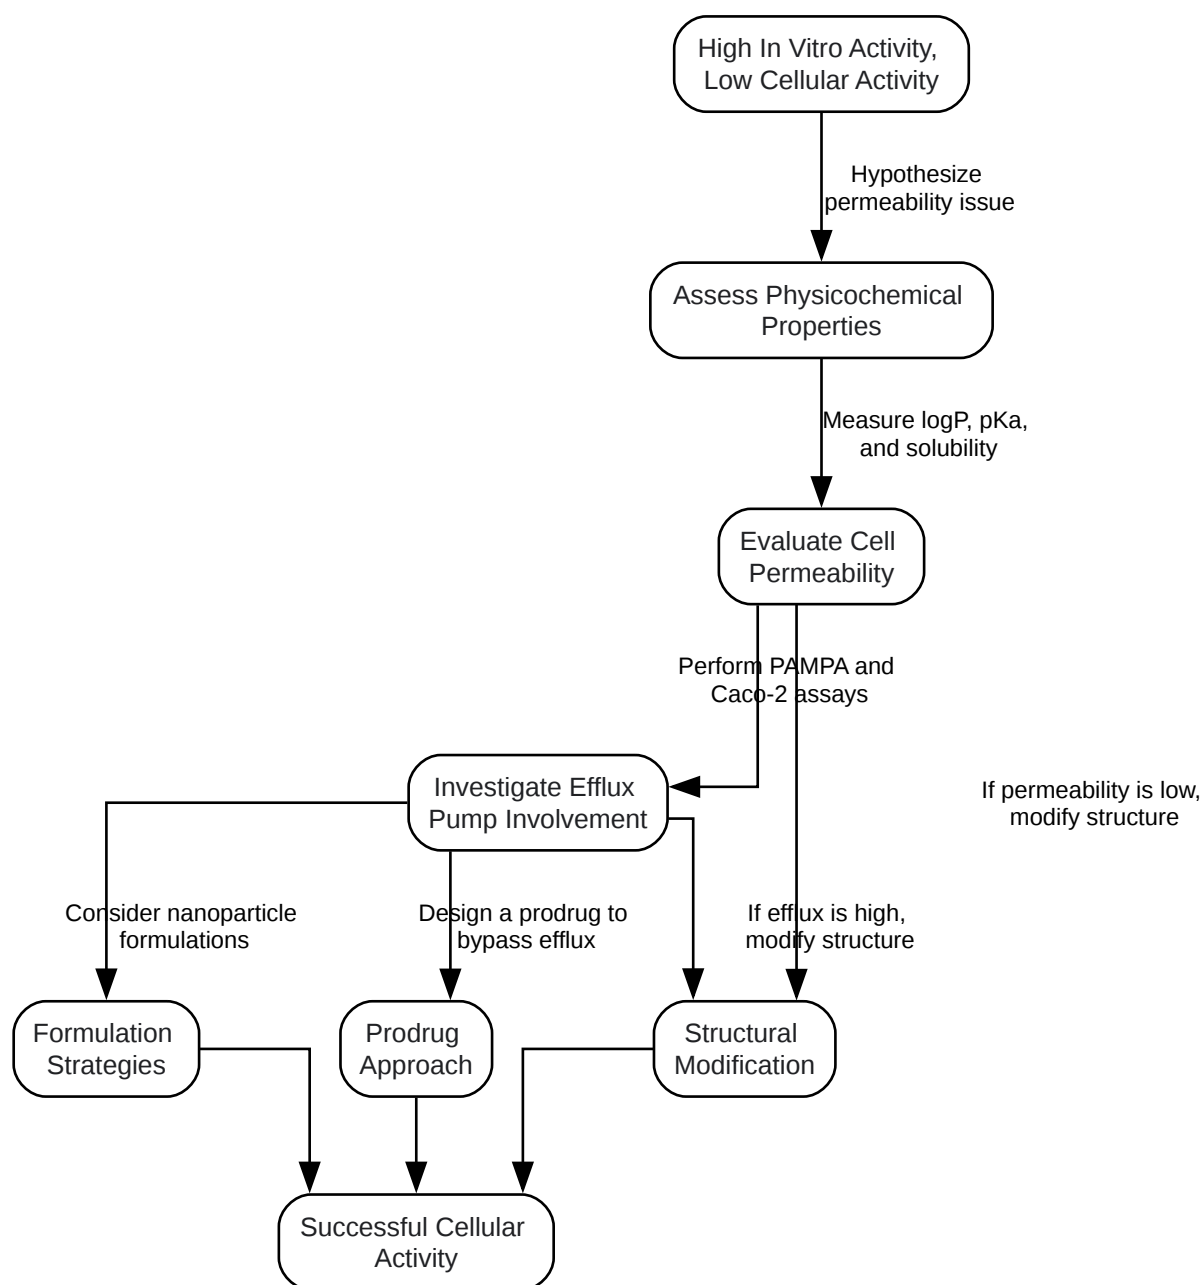 High In Vitro Activity,
Low Cellular Activity
Hypothesize
permeability issue
Assess Physicochemical
Properties
Measure logP, pKa,
and solubility
Evaluate Cell
Permeability
Perform PAMPA and
Caco-2 assays
Investigate Efflux
Pump Involvement
If permeability is low,
modify structure
Consider nanoparticle
formulations
Design a prodrug to
bypass efflux
If efflux is high,
modify structure
Formulation
Strategies
Prodrug
Approach
Structural
Modification
Successful Cellular
Activity